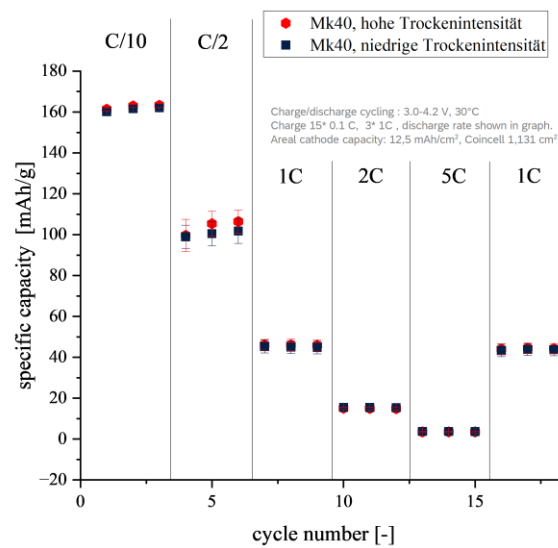 Mk40, hohe Trockenintensität
Mk40, niedrige Trockenintensität
C/10
C/2
Charge/discharge cycling : 3.0-4.2 V, 30°C
Charge 15* 0.1 C, 3* 1C , discharge rate shown in graph.
Areal cathode capacity: 12,5 mAh/cm², Coincell 1,131 cm²
1C
2C
5C
1C
180
160
140
120
100
80
60
40
20
0
−20
specific capacity [mAh/g]
0
5
10
15
cycle number [-]